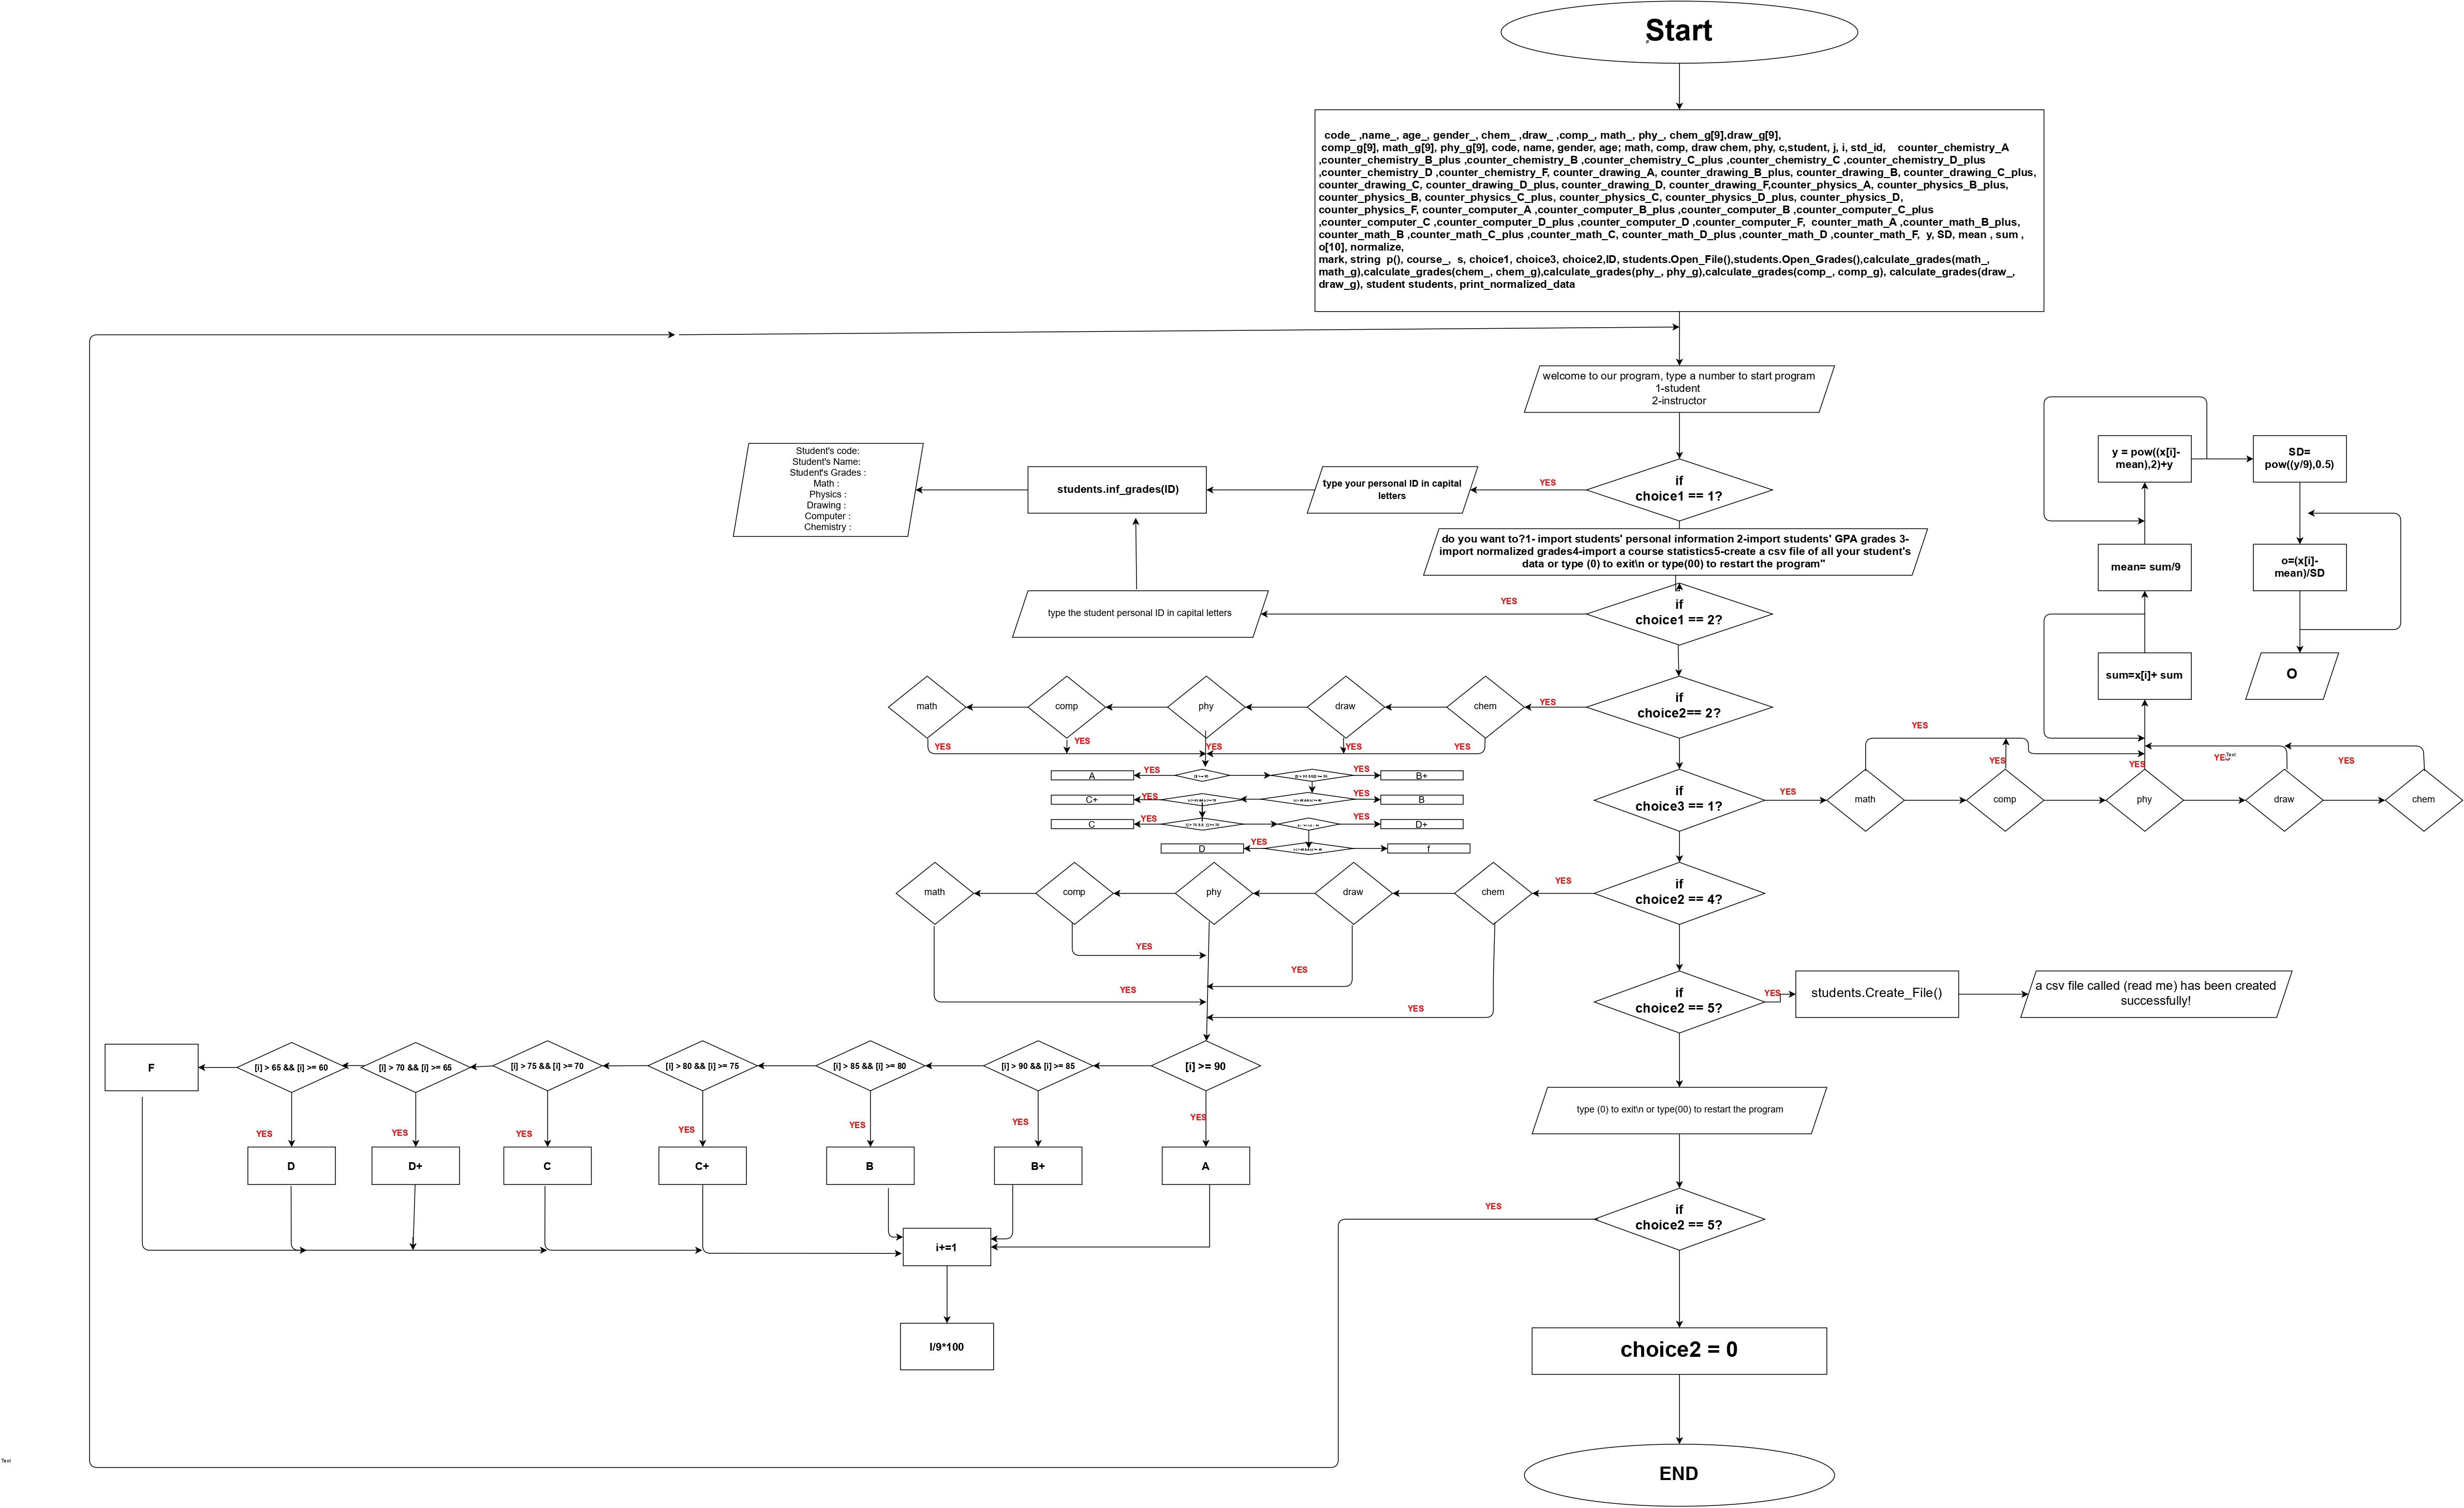 Start
code_ ,name_, age_, gender_, chem_ ,draw_ ,comp_, math_, phy_, chem_g[9],draw_g[9],
comp_g[9], math_g[9], phy_g[9], code, name, gender, age; math, comp, draw chem, phy, c,student, j, i, std_id, counter_chemistry_A
,counter_chemistry_B_plus ,counter_chemistry_B ,counter_chemistry_C_plus ,counter_chemistry_C ,counter_chemistry_D_plus
,counter_chemistry_D ,counter_chemistry_F, counter_drawing_A, counter_drawing_B_plus, counter_drawing_B, counter_drawing_C_plus,
counter_drawing_C, counter_drawing_D_plus, counter_drawing_D, counter_drawing_F,counter_physics_A, counter_physics_B_plus,
counter_physics_B, counter_physics_C_plus, counter_physics_C, counter_physics_D_plus, counter_physics_D,
counter_physics_F, counter_computer_A ,counter_computer_B_plus ,counter_computer_B ,counter_computer_C_plus
,counter_computer_C ,counter_computer_D_plus ,counter_computer_D ,counter_computer_F, counter_math_A ,counter_math_B_plus,
counter_math_B ,counter_math_C_plus ,counter_math_C, counter_math_D_plus ,counter_math_D ,counter_math_F, y, SD, mean , sum ,
o[10], normalize,
mark, string p(), course_, s, choice1, choice3, choice2,ID, students.Open_File(),students.Open_Grades(),calculate_grades(math_,
math_g),calculate_grades(chem_, chem_g),calculate_grades(phy_, phy_g),calculate_grades(comp_, comp_g), calculate_grades(draw_,
draw_g), student students, print_normalized_data
welcome to our program, type a number to start program
1-student
2-instructor
if
choice1 == 1?
YES
type your personal ID in capital
letters
students.inf_grades(ID)
Student's code:
Student's Name:
Student's Grades :
Math :
Physics :
Drawing :
Computer :
Chemistry :
do you want to?1- import students' personal information 2-import students' GPA grades 3-
import normalized grades4-import a course statistics5-create a csv file of all your student's
data or type (0) to exit\n or type(00) to restart the program"
if
choice1 == 2?
YES
type the student personal ID in capital letters
if
choice2== 2?
YES
chem
draw
phy
comp
math
YES
YES
YES
YES
YES
A
YES
YES
B+
C+
YES
YES
B
C
YES
YES
D+
D
YES
f
if
choice3 == 1?
YES
math
comp
phy
draw
chem
YES
YES
YES
YES
Text
YES
sum=x[i]+ sum
mean= sum/9
y = pow((x[i]-
mean),2)+y
SD=
pow((y/9),0.5)
o=(x[i]-
mean)/SD
O
if
choice2 == 4?
YES
chem
draw
phy
comp
math
YES
YES
YES
YES
[i] >= 90
[i] > 90 && [i] >= 85
[i] > 85 && [i] >= 80
[i] > 80 && [i] >= 75
[i] > 75 && [i] >= 70
[i] > 70 && [i] >= 65
[i] > 65 && [i] >= 60
F
YES
YES
YES
YES
YES
YES
YES
D
D+
C
C+
B
B+
A
i+=1
I/9*100
if
choice2 == 5?
YES
students.Create_File()
a csv file called (read me) has been created
successfully!
type (0) to exit\n or type(00) to restart the program
if
choice2 == 5?
YES
choice2 = 0
END
Text